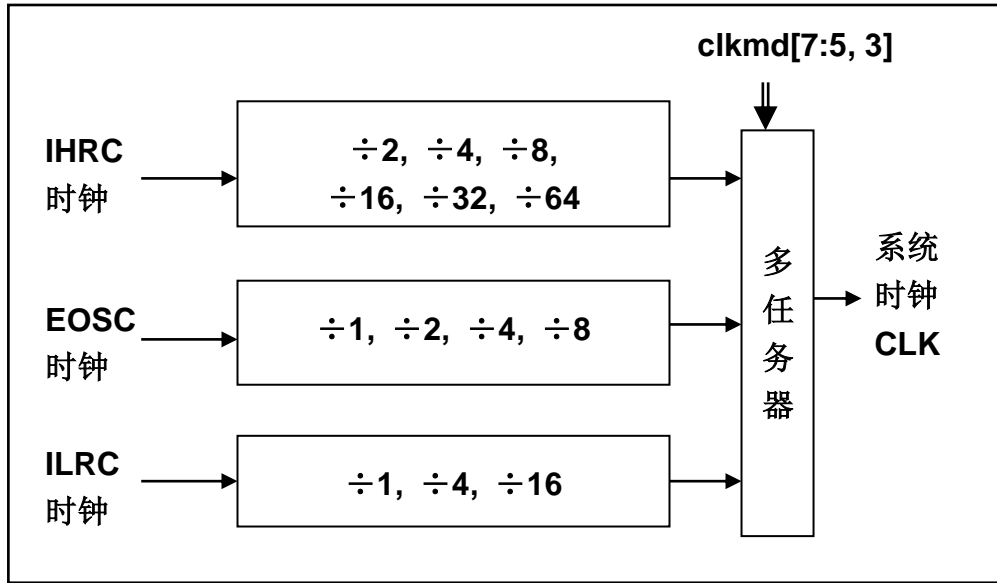 clkmd[7:5, 3]
IHRC
时钟
÷2, ÷4, ÷8,
÷16, ÷32, ÷64
EOSC
时钟
÷1, ÷2, ÷4, ÷8
ILRC
时钟
÷1, ÷4, ÷16
多
任
务
器
系统
时钟
CLK